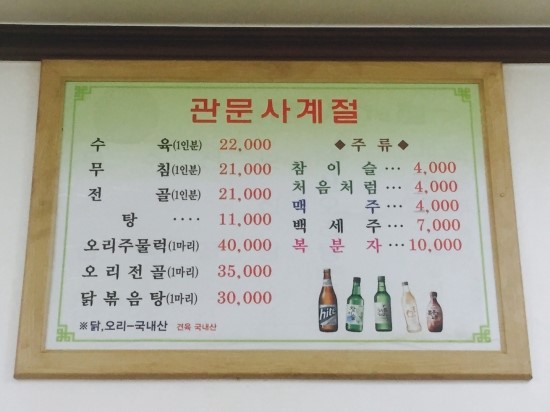 관문사계절
수 육(1인분) 22,000
무 침(1인분) 21,000
전 골(1인분) 21,000
탕 ···· 11,000
오리주물럭(1마리) 40,000
오리전골(1마리) 35,000
닭볶음탕(1마리) 30,000
※닭,오리-국내산 건육 국내산
◆주 류◆
참 이 슬··· 4,000
처음처럼··· 4,000
맥 주··· 4,000
백 세 주··· 7,000
복 분 자··· 10,000
hite